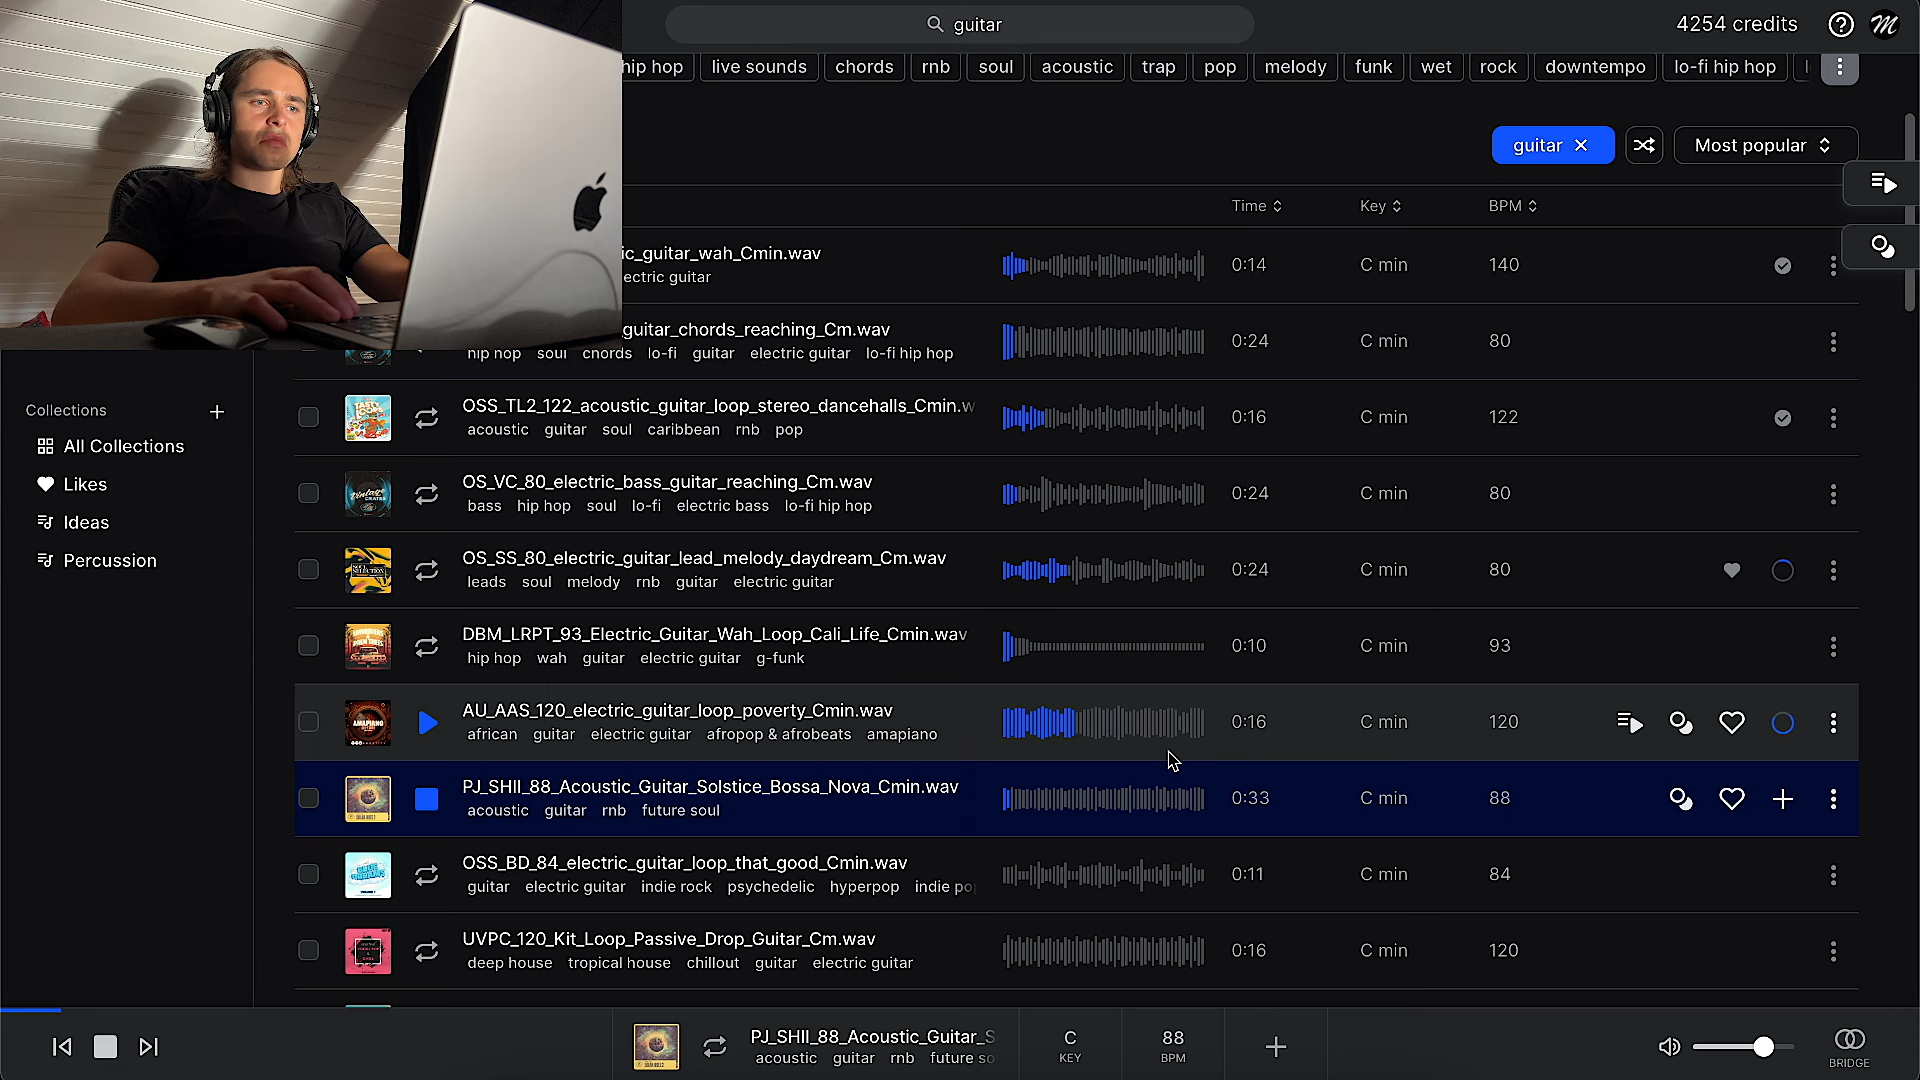 guitar
4254 credits
hip hop live sounds chords rnb soul acoustic trap pop melody funk wet rock downtempo lo-fi hip hop
guitar
Most popular
Time Key BPM
ic_guitar_wah_Cmin.wav
0:14 C min 140
ectric guitar
guitar_chords_reaching_Cm.wav
0:24 C min 80
hip hop soul chords lo-fi guitar electric guitar lo-fi hip hop
Collections
All Collections
Likes
Ideas
Percussion
OSS_TL2_122_acoustic_guitar_loop_stereo_dancehalls_Cmin.w
0:16 C min 122
acoustic guitar soul caribbean rnb pop
OS_VC_80_electric_bass_guitar_reaching_Cm.wav
0:24 C min 80
bass hip hop soul lo-fi electric bass lo-fi hip hop
OS_SS_80_electric_guitar_lead_melody_daydream_Cm.wav
0:24 C min 80
leads soul melody rnb guitar electric guitar
DBM_LRPT_93_Electric_Guitar_Wah_Loop_Cali_Life_Cmin.wav
0:10 C min 93
hip hop wah guitar electric guitar g-funk
AU_AAS_120_electric_guitar_loop_poverty_Cmin.wav
0:16 C min 120
african guitar electric guitar afropop & afrobeats amapiano
PJ_SHII_88_Acoustic_Guitar_Solstice_Bossa_Nova_Cmin.wav
0:33 C min 88
acoustic guitar rnb future soul
OSS_BD_84_electric_guitar_loop_that_good_Cmin.wav
0:11 C min 84
guitar electric guitar indie rock psychedelic hyperpop indie po
UVPC_120_Kit_Loop_Passive_Drop_Guitar_Cm.wav
0:16 C min 120
deep house tropical house chillout guitar electric guitar
PJ_SHII_88_Acoustic_Guitar_S
acoustic guitar rnb future so
C
KEY
88
BPM
BRIDGE